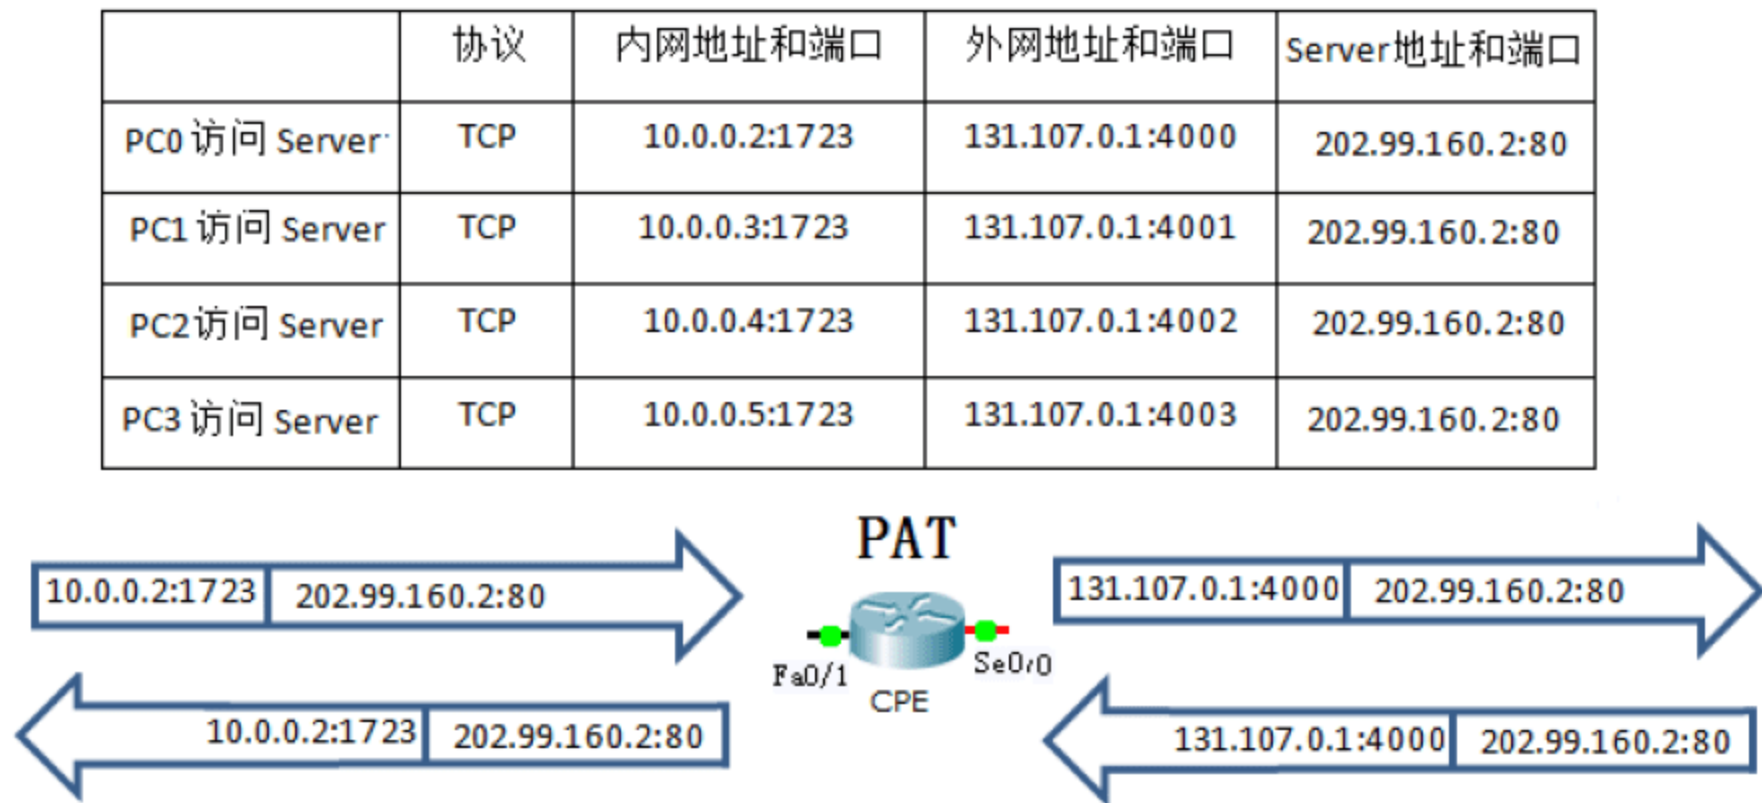 协议 内网地址和端口 外网地址和端口 Server地址和端口
PC0 访问 Server TCP 10.0.0.2:1723 131.107.0.1:4000 202.99.160.2:80
PC1 访问 Server TCP 10.0.0.3:1723 131.107.0.1:4001 202.99.160.2:80
PC2访问 Server TCP 10.0.0.4:1723 131.107.0.1:4002 202.99.160.2:80
PC3 访问 Server TCP 10.0.0.5:1723 131.107.0.1:4003 202.99.160.2:80
PAT
10.0.0.2:1723 202.99.160.2:80 131.107.0.1:4000 202.99.160.2:80
Fa0/1 Se0/0
CPE
10.0.0.2:1723 202.99.160.2:80 131.107.0.1:4000 202.99.160.2:80